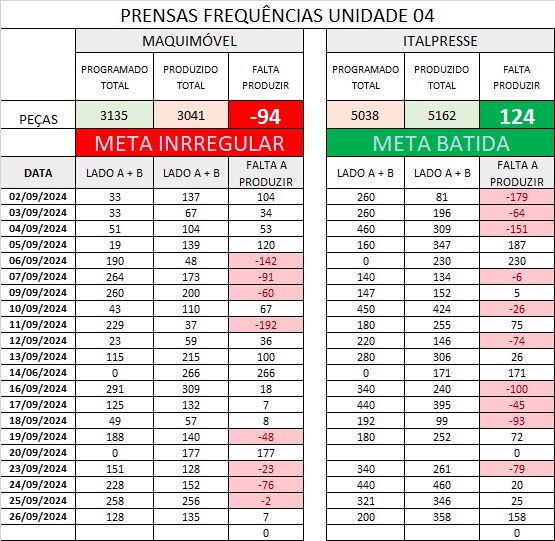 PRENSAS FREQUÊNCIAS UNIDADE 04
MAQUIMÓVEL ITALPRESSE
PROGRAMADO TOTAL PRODUZIDO TOTAL FALTA PRODUZIR PROGRAMADO TOTAL PRODUZIDO TOTAL FALTA PRODUZIR
PEÇAS 3135 3041 -94 5038 5162 124
META INRREGULAR META BATIDA
DATA LADO A + B LADO A + B FALTA A PRODUZIR LADO A + B LADO A + B FALTA A PRODUZIR
02/09/2024 33 137 104 260 81 -179
03/09/2024 33 67 34 260 196 -64
04/09/2024 51 104 53 460 309 -151
05/09/2024 19 139 120 160 347 187
06/09/2024 190 48 -142 0 230 230
07/09/2024 264 173 -91 140 134 -6
09/09/2024 260 200 -60 147 152 5
10/09/2024 43 110 67 450 424 -26
11/09/2024 229 37 -192 180 255 75
12/09/2024 23 59 36 220 146 -74
13/09/2024 115 215 100 280 306 26
14/06/2024 0 266 266 0 171 171
16/09/2024 291 309 18 340 240 -100
17/09/2024 125 132 7 440 395 -45
18/09/2024 49 57 8 192 99 -93
19/09/2024 188 140 -48 180 252 72
20/09/2024 0 177 177 0
23/09/2024 151 128 -23 340 261 -79
24/09/2024 228 152 -76 440 460 20
25/09/2024 258 256 -2 321 346 25
26/09/2024 128 135 7 200 358 158
0 0